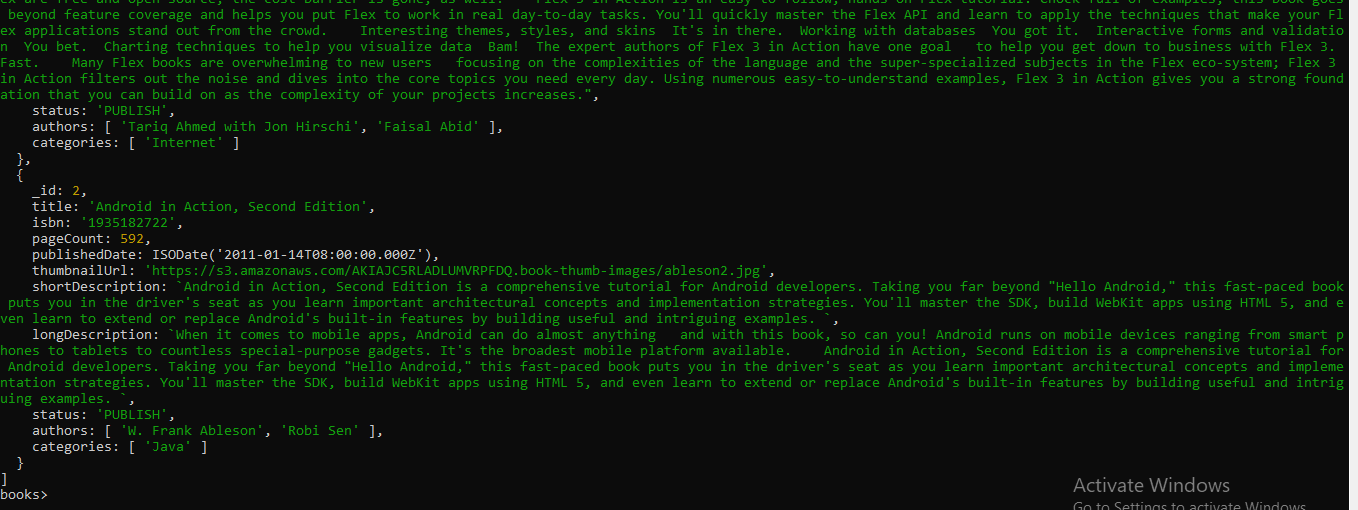 ex are free and open source, the cost barrier is gone, as well! Flex 3 in Action is an easy to follow, hands-on Flex tutorial. Chock-full of examples, this book goes
 beyond feature coverage and helps you put Flex to work in real day-to-day tasks. You'll quickly master the Flex API and learn to apply the techniques that make your Fl
ex applications stand out from the crowd.    Interesting themes, styles, and skins  It's in there.  Working with databases  You got it.  Interactive forms and validatio
n  You bet.  Charting techniques to help you visualize data  Bam!  The expert authors of Flex 3 in Action have one goal   to help you get down to business with Flex 3.
Fast.    Many Flex books are overwhelming to new users   focusing on the complexities of the language and the super-specialized subjects in the Flex eco-system; Flex 3
in Action filters out the noise and dives into the core topics you need every day. Using numerous easy-to-understand examples, Flex 3 in Action gives you a strong found
ation that you can build on as the complexity of your projects increases.",
    status: 'PUBLISH',
    authors: [ 'Tariq Ahmed with Jon Hirschi', 'Faisal Abid' ],
    categories: [ 'Internet' ]
  },
  {
    _id: 2,
    title: 'Android in Action, Second Edition',
    isbn: '1935182722',
    pageCount: 592,
    publishedDate: ISODate('2011-01-14T08:00:00.000Z'),
    thumbnailUrl: 'https://s3.amazonaws.com/AKIAJC5RLADLUMVRPFDQ.book-thumb-images/ableson2.jpg',
    shortDescription: `Android in Action, Second Edition is a comprehensive tutorial for Android developers. Taking you far beyond "Hello Android," this fast-paced book
 puts you in the driver's seat as you learn important architectural concepts and implementation strategies. You'll master the SDK, build WebKit apps using HTML 5, and e
ven learn to extend or replace Android's built-in features by building useful and intriguing examples. `,
    longDescription: `When it comes to mobile apps, Android can do almost anything   and with this book, so can you! Android runs on mobile devices ranging from smart p
hones to tablets to countless special-purpose gadgets. It's the broadest mobile platform available.    Android in Action, Second Edition is a comprehensive tutorial for
 Android developers. Taking you far beyond "Hello Android," this fast-paced book puts you in the driver's seat as you learn important architectural concepts and impleme
ntation strategies. You'll master the SDK, build WebKit apps using HTML 5, and even learn to extend or replace Android's built-in features by building useful and intrig
uing examples. `,
    status: 'PUBLISH',
    authors: [ 'W. Frank Ableson', 'Robi Sen' ],
    categories: [ 'Java' ]
  }
]
books>
Activate Windows
Go to Settings to activate Windows.